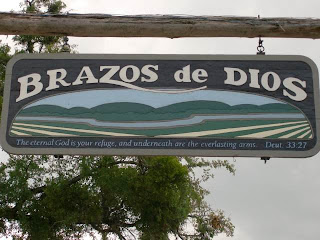 BRAZOS de DIOS
The eternal God is your refuge, and underneath are the everlasting arms. Deut. 33:27